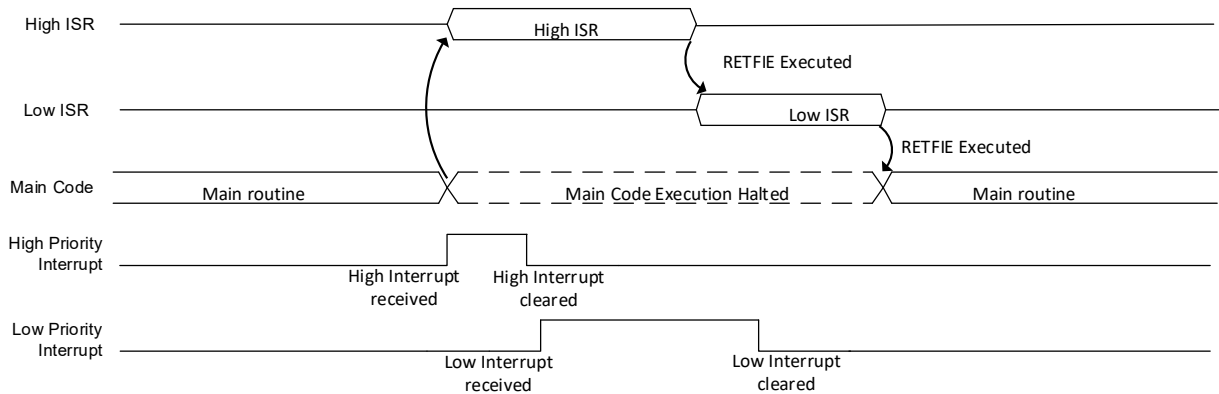 High ISR
High ISR
RETFIE Executed
Low ISR
Low ISR
RETFIE Executed
Main Code
Main routine
Main Code Execution Halted
Main routine
High Priority
Interrupt
High Interrupt
received
High Interrupt
cleared
Low Priority
Interrupt
Low Interrupt
received
Low Interrupt
cleared